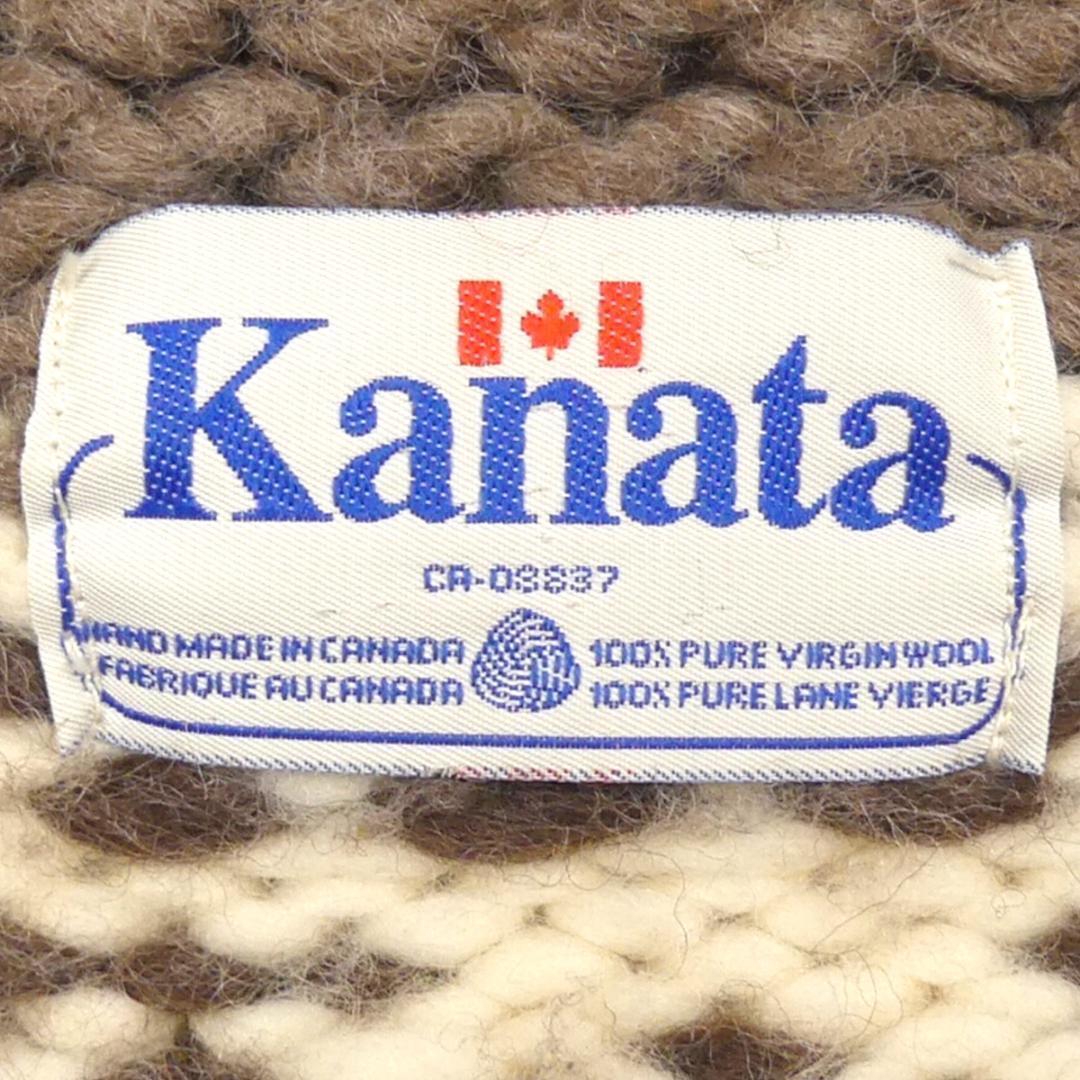 Kanata
CA-03837
HAND MADE IN CANADA
FABRIQUE AU CANADA
100% PURE VIRGIN WOOL
100% PURE LANE VIERGE